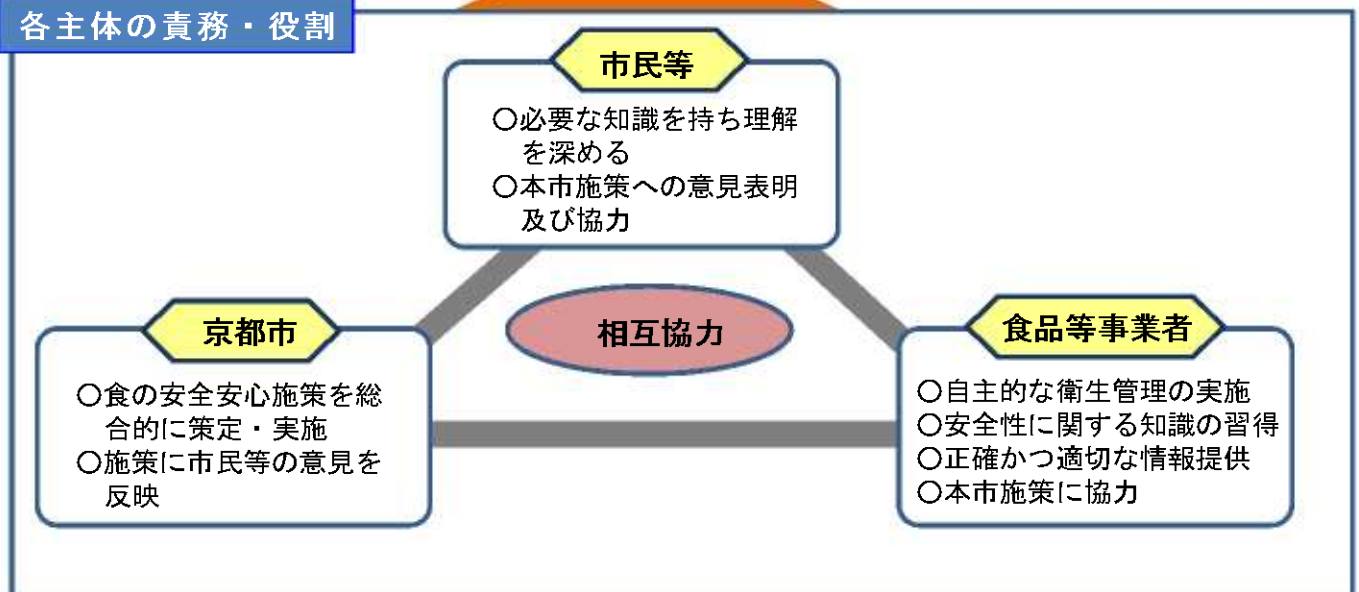 各主体の責務・役割
市民等
○必要な知識を持ち理解
を深める
○本市施策への意見表明
及び協力
京都市
○食の安全安心施策を総
合的に策定・実施
○施策に市民等の意見を
反映
相互協力
食品等事業者
○自主的な衛生管理の実施
○安全性に関する知識の習得
○正確かつ適切な情報提供
○本市施策に協力